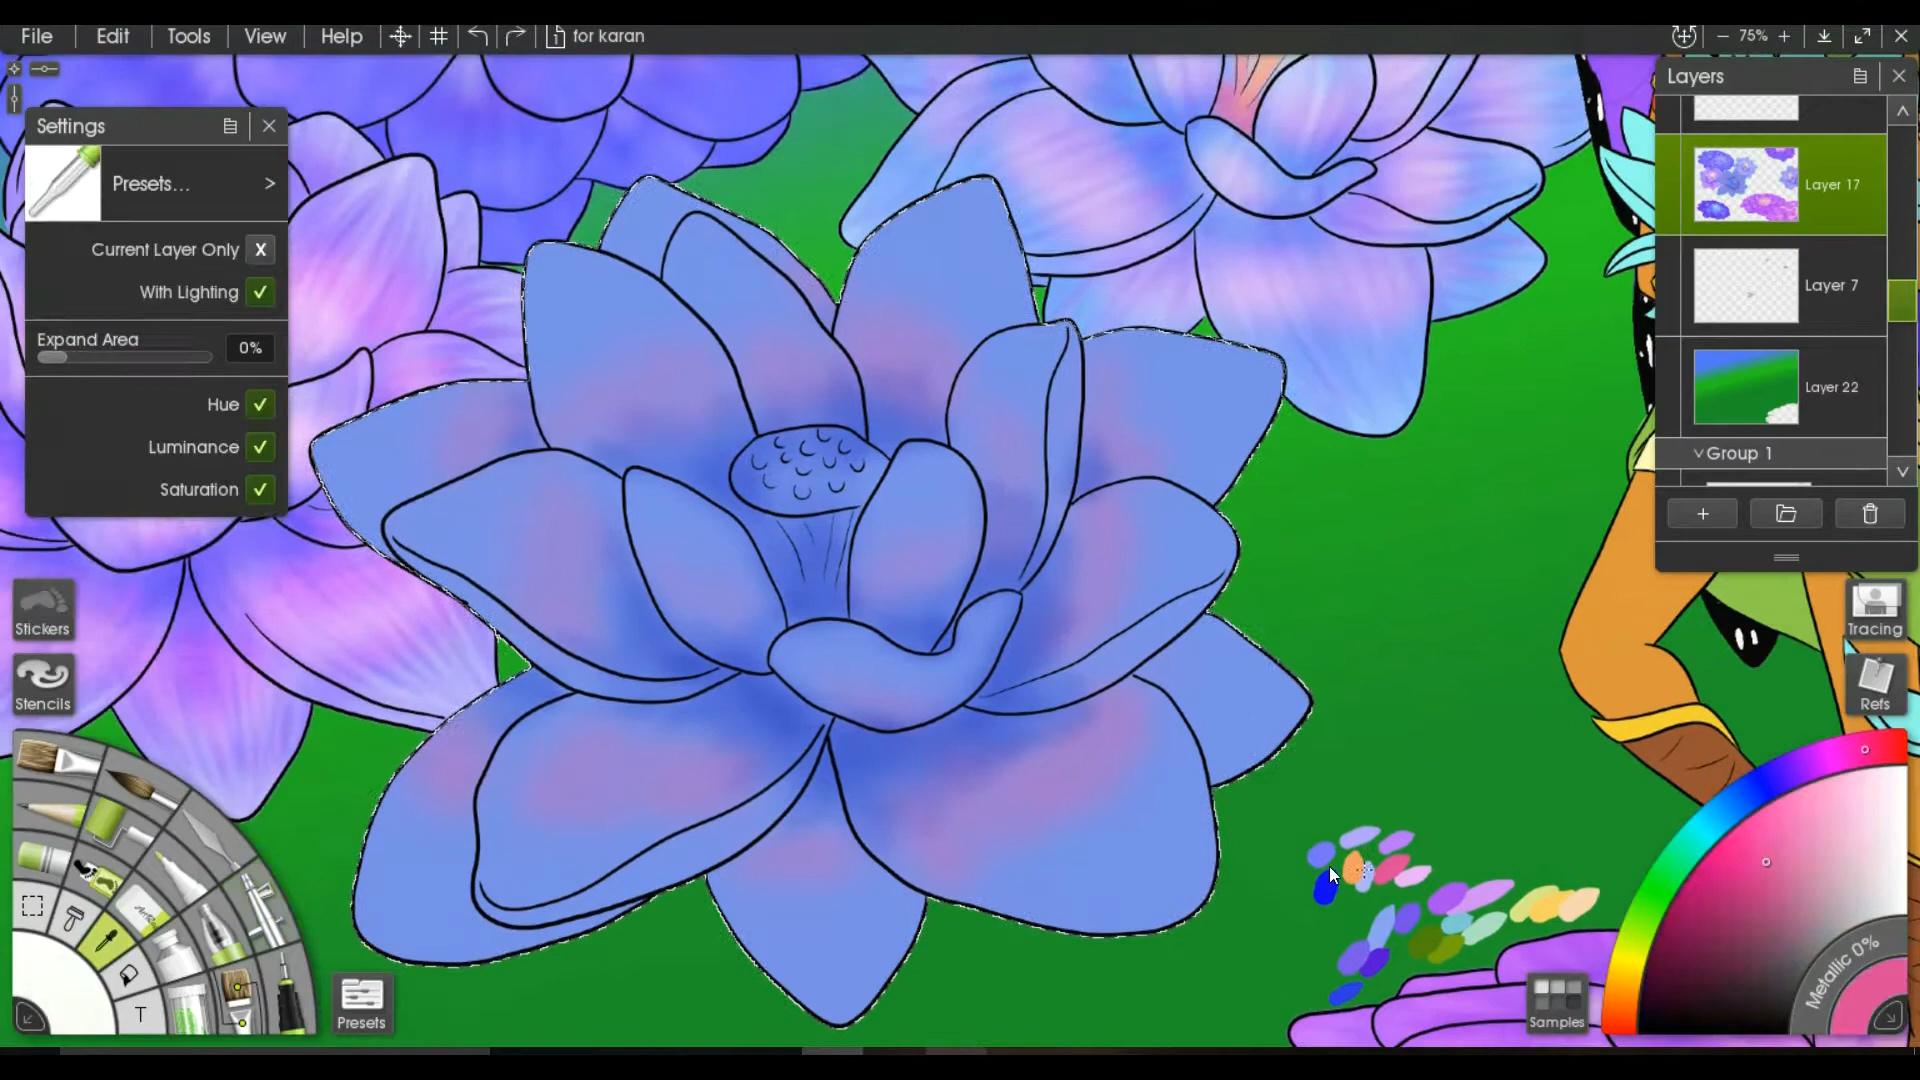 File Edit Tools View Help for karan 75%
Settings
Presets...
Current Layer Only X
With Lighting
Expand Area
0%
Hue
Luminance
Saturation
Stickers
Stencils
T
Presets
Layers
Layer 17
Layer 7
Layer 22
Group 1
Tracing
Refs
Metallic 0%
Samples